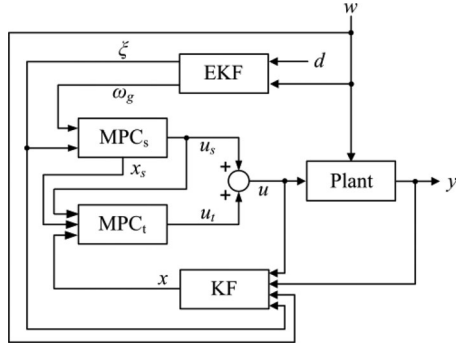 w
ξ
EKF
d
ω_g
MPC_s
u_s
x_s
+
u
Plant
y
+
MPC_t
u_t
x
KF